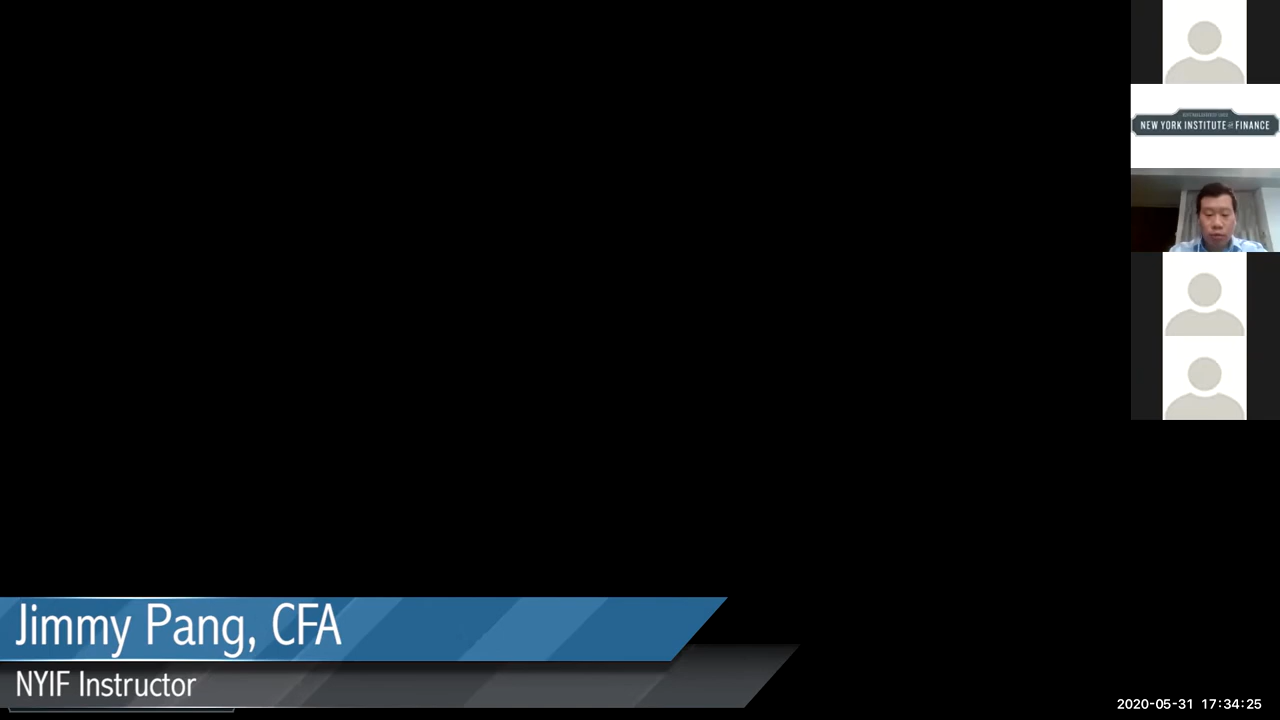 NEW YORK INSTITUTE OF FINANCE
Jimmy Pang, CFA
NYIF Instructor
2020-05-31 17:34:25